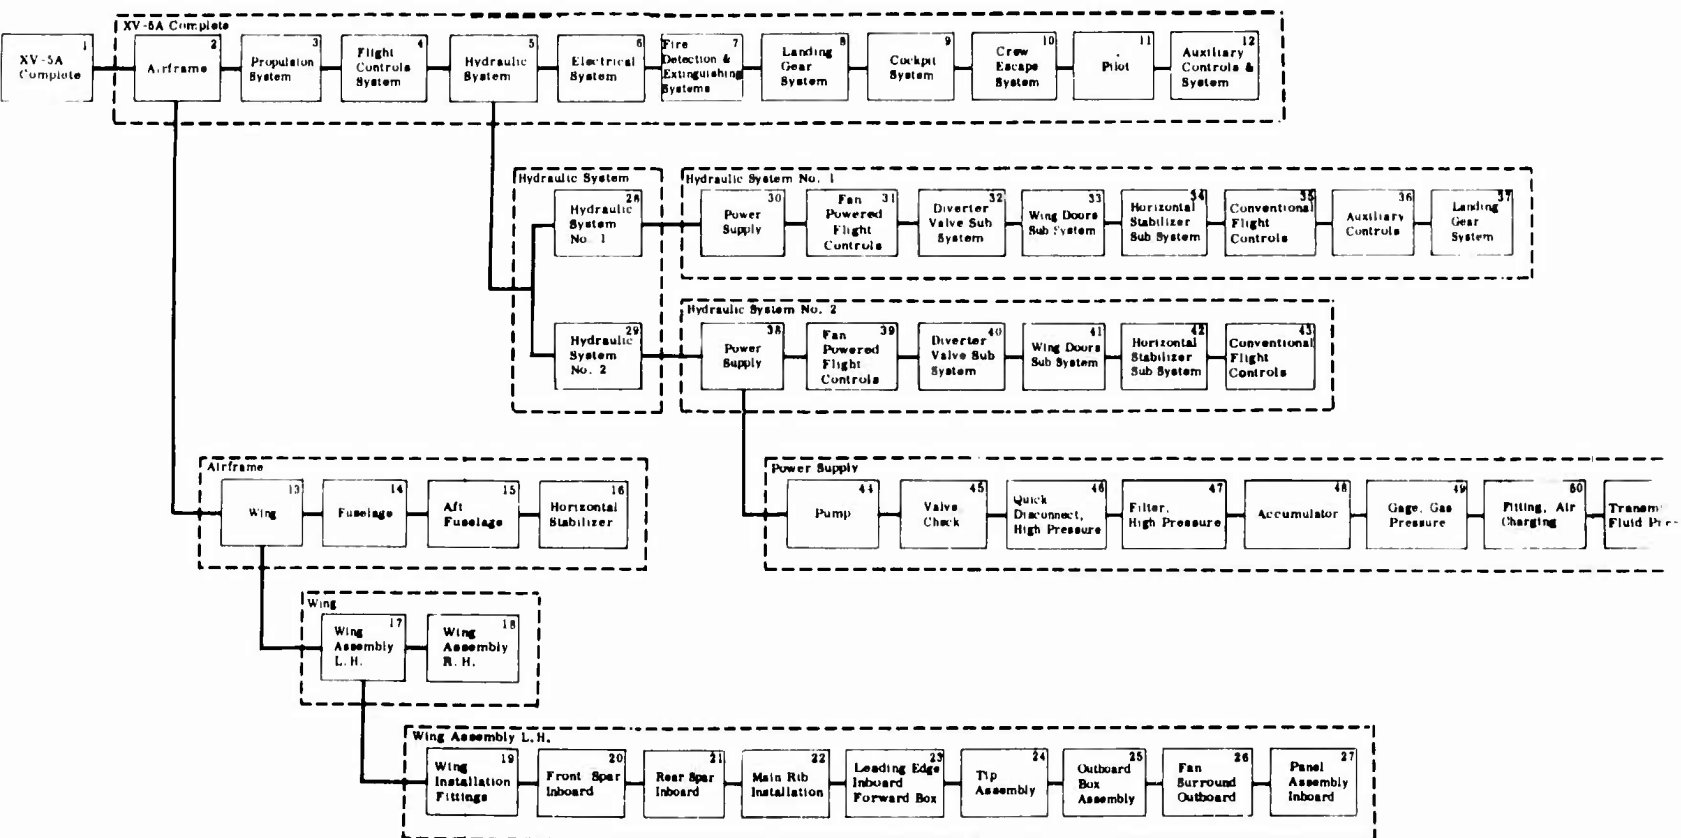 XV-5A Complete
1
XV-5A
Complete
2
Airframe
3
Propulsion
System
4
Flight
Controls
System
5
Hydraulic
System
6
Electrical
System
7
Fire
Detection &
Extinguishing
Systems
8
Landing
Gear
System
9
Cockpit
System
10
Crew
Escape
System
11
Pilot
12
Auxiliary
Controls &
System
Hydraulic System
28
Hydraulic
System
No. 1
29
Hydraulic
System
No. 2
Hydraulic System No. 1
30
Power
Supply
31
Fan
Powered
Flight
Controls
32
Diverter
Valve Sub
System
33
Wing Doors
Sub System
34
Horizontal
Stabilizer
Sub System
35
Conventional
Flight
Controls
36
Auxiliary
Controls
37
Landing
Gear
System
Hydraulic System No. 2
38
Power
Supply
39
Fan
Powered
Flight
Controls
40
Diverter
Valve Sub
System
41
Wing Doors
Sub System
42
Horizontal
Stabilizer
Sub System
43
Conventional
Flight
Controls
Airframe
13
Wing
14
Fuselage
15
Aft
Fuselage
16
Horizontal
Stabilizer
Power Supply
44
Pump
45
Valve
Check
46
Quick
Disconnect,
High Pressure
47
Filter,
High Pressure
48
Accumulator
49
Gage, Gas
Pressure
50
Fitting, Air
Charging
Fluid
Wing
17
Wing
Assembly
L.H.
18
Wing
Assembly
R.H.
Wing Assembly L.H.
19
Wing
Installation
Fittings
20
Front Spar
Inboard
21
Rear Spar
Inboard
22
Main Rib
Installation
23
Leading Edge
Inboard
Forward Box
24
Tip
Assembly
25
Outboard
Box
Assembly
26
Fan
Surround
Outboard
27
Panel
Assembly
Inboard